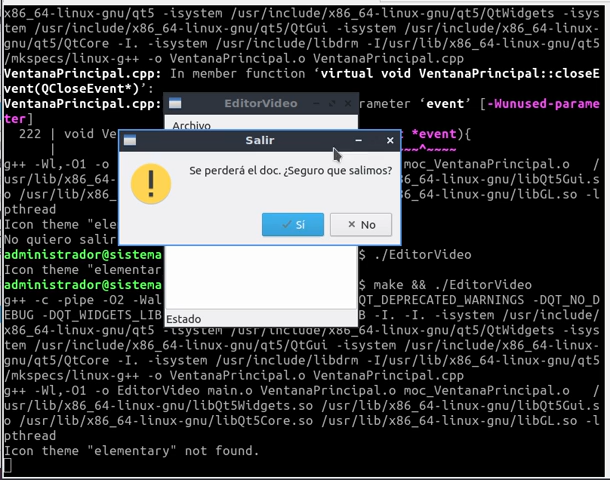 x86_64-linux-gnu/qt5 -isystem /usr/include/x86_64-linux-gnu/qt5/QtWidgets -isys
tem /usr/include/x86_64-linux-gnu/qt5/QtGui -isystem /usr/include/x86_64-linux-
gnu/qt5/QtCore -I. -isystem /usr/include/libdrm -I/usr/lib/x86_64-linux-gnu/qt5
/mkspecs/linux-g++ -o VentanaPrincipal.o VentanaPrincipal.cpp
VentanaPrincipal.cpp: In member function ‘virtual void VentanaPrincipal::closeE
vent(QCloseEvent*)’:
VentanaPrincipal.cpp: rameter ‘event’ [-Wunused-parame
ter]
EditorVideo
Archivo
222 | void Ve t *event){
| ~~^~~~~
Salir
Se perderá el doc. ¿Seguro que salimos?
Sí
No
g++ -Wl,-O1 -o moc_VentanaPrincipal.o /
usr/lib/x86_64- ux-gnu/libQt5Gui.s
o /usr/lib/x86_ /libGL.so -l
pthread
Icon theme "ele
No quiero salir
administrador@sistema $ ./EditorVideo
Icon theme "elementar
administrador@sistema $ make && ./EditorVideo
g++ -c -pipe -O2 -Wal QT_DEPRECATED_WARNINGS -DQT_NO_D
EBUG -DQT_WIDGETS_LIB B -I. -I. -isystem /usr/include/
Estado
x86_64-linux-gnu/qt5 -isystem /usr/include/x86_64-linux-gnu/qt5/QtWidgets -isys
tem /usr/include/x86_64-linux-gnu/qt5/QtGui -isystem /usr/include/x86_64-linux-
gnu/qt5/QtCore -I. -isystem /usr/include/libdrm -I/usr/lib/x86_64-linux-gnu/qt5
/mkspecs/linux-g++ -o VentanaPrincipal.o VentanaPrincipal.cpp
g++ -Wl,-O1 -o EditorVideo main.o VentanaPrincipal.o moc_VentanaPrincipal.o /
usr/lib/x86_64-linux-gnu/libQt5Widgets.so /usr/lib/x86_64-linux-gnu/libQt5Gui.s
o /usr/lib/x86_64-linux-gnu/libQt5Core.so /usr/lib/x86_64-linux-gnu/libGL.so -l
pthread
Icon theme "elementary" not found.